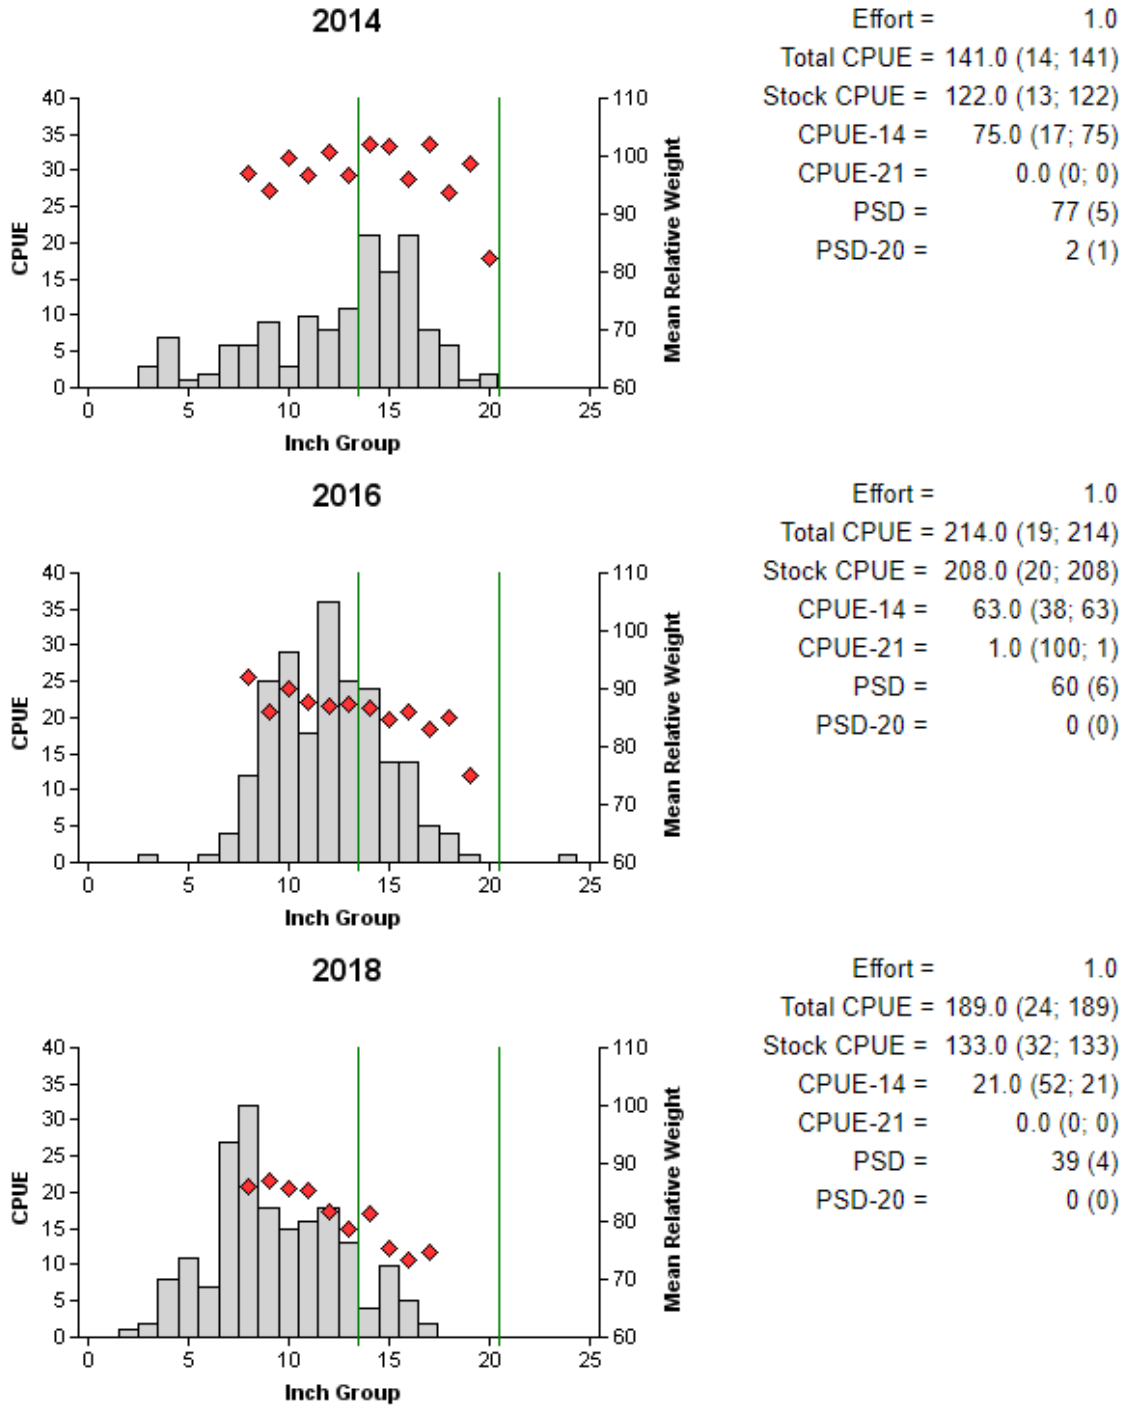 2014
Effort = 1.0
Total CPUE = 141.0 (14; 141)
Stock CPUE = 122.0 (13; 122)
CPUE-14 = 75.0 (17; 75)
CPUE-21 = 0.0 (0; 0)
PSD = 77 (5)
PSD-20 = 2 (1)
40
35
30
25
20
15
10
5
0
CPUE
110
100
90
80
70
60
Mean Relative Weight
0 5 10 15 20 25
Inch Group
2016
Effort = 1.0
Total CPUE = 214.0 (19; 214)
Stock CPUE = 208.0 (20; 208)
CPUE-14 = 63.0 (38; 63)
CPUE-21 = 1.0 (100; 1)
PSD = 60 (6)
PSD-20 = 0 (0)
40
35
30
25
20
15
10
5
0
CPUE
110
100
90
80
70
60
Mean Relative Weight
0 5 10 15 20 25
Inch Group
2018
Effort = 1.0
Total CPUE = 189.0 (24; 189)
Stock CPUE = 133.0 (32; 133)
CPUE-14 = 21.0 (52; 21)
CPUE-21 = 0.0 (0; 0)
PSD = 39 (4)
PSD-20 = 0 (0)
40
35
30
25
20
15
10
5
0
CPUE
110
100
90
80
70
60
Mean Relative Weight
0 5 10 15 20 25
Inch Group